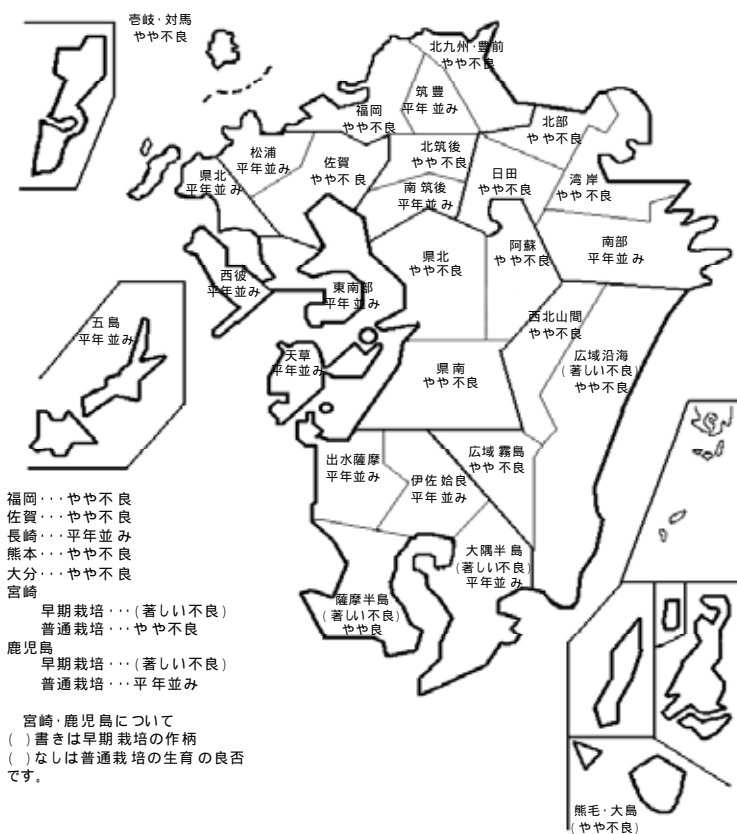 壱岐・対馬
やや不良
北九州・豊前
やや不良
筑豊
平年並み
福岡
やや不良
北部
やや不良
松浦
平年並み
佐賀
やや不良
北筑後
やや不良
県北
平年並み
南筑後
平年並み
日田
やや不良
湾岸
やや不良
県北
やや不良
阿蘇
やや不良
南部
平年並み
西彼
平年並み
東南部
平年並み
五島
平年並み
西北山間
やや不良
天草
平年並み
県南
やや不良
広域沿海
(著しい不良)
やや不良
出水薩摩
平年並み
伊佐姶良
平年並み
広域霧島
やや不良
大隅半島
(著しい不良)
平年並み
薩摩半島
(著しい不良)
やや良
福岡・・・やや不良
佐賀・・・やや不良
長崎・・・平年並み
熊本・・・やや不良
大分・・・やや不良
宮崎
早期栽培・・・(著しい不良)
普通栽培・・・やや不良
鹿児島
早期栽培・・・(著しい不良)
普通栽培・・・平年並み
宮崎・鹿児島について
( )書きは早期栽培の作柄
( )なしは普通栽培の生育の良否
です。
熊毛・大島
(やや不良)